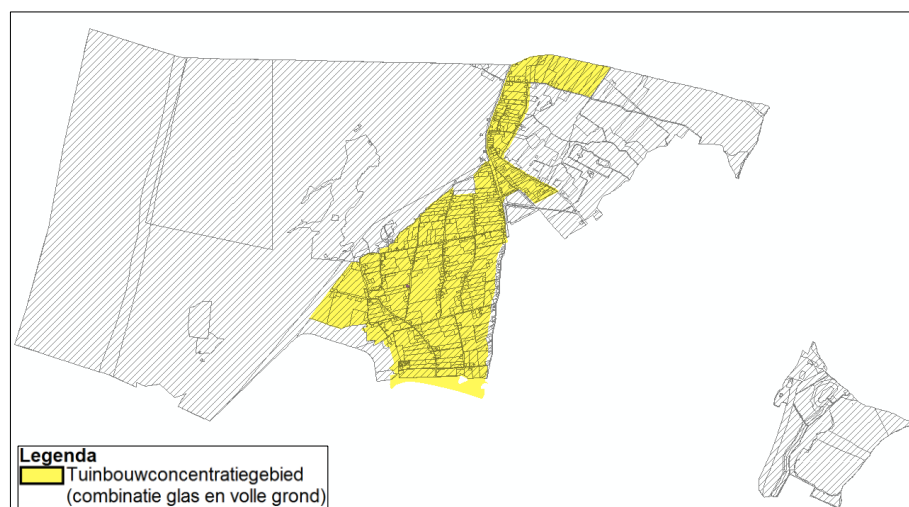 Legenda
Tuinbouwconcentratiegebied
(combinatie glas en volle grond)